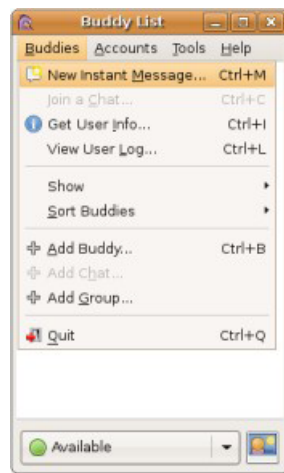 Buddy List
Buddies Accounts Tools Help
New Instant Message... Ctrl+M
Join a Chat... Ctrl+C
Get User Info... Ctrl+I
View User Log... Ctrl+L
Show
Sort Buddies
Add Buddy... Ctrl+B
Add Chat...
Add Group...
Quit Ctrl+Q
Available